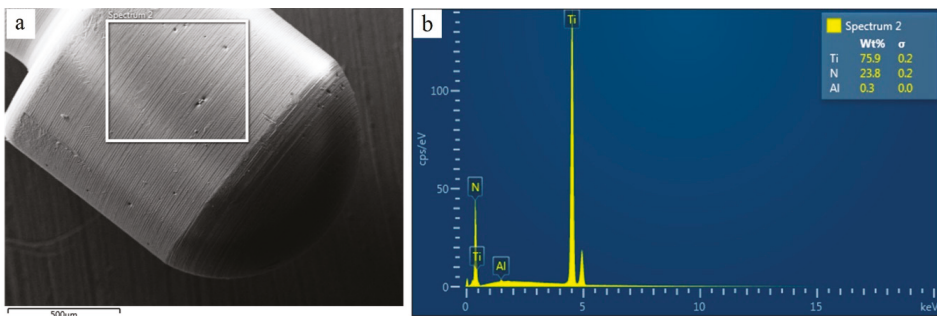 a
Spectrum 2
500μm
b
Spectrum 2
Wt% σ
Ti 75.9 0.2
N 23.8 0.2
Al 0.3 0.0
cps/eV
100
50
0
Ti
N
Ti
Al
0 5 10 15 keV